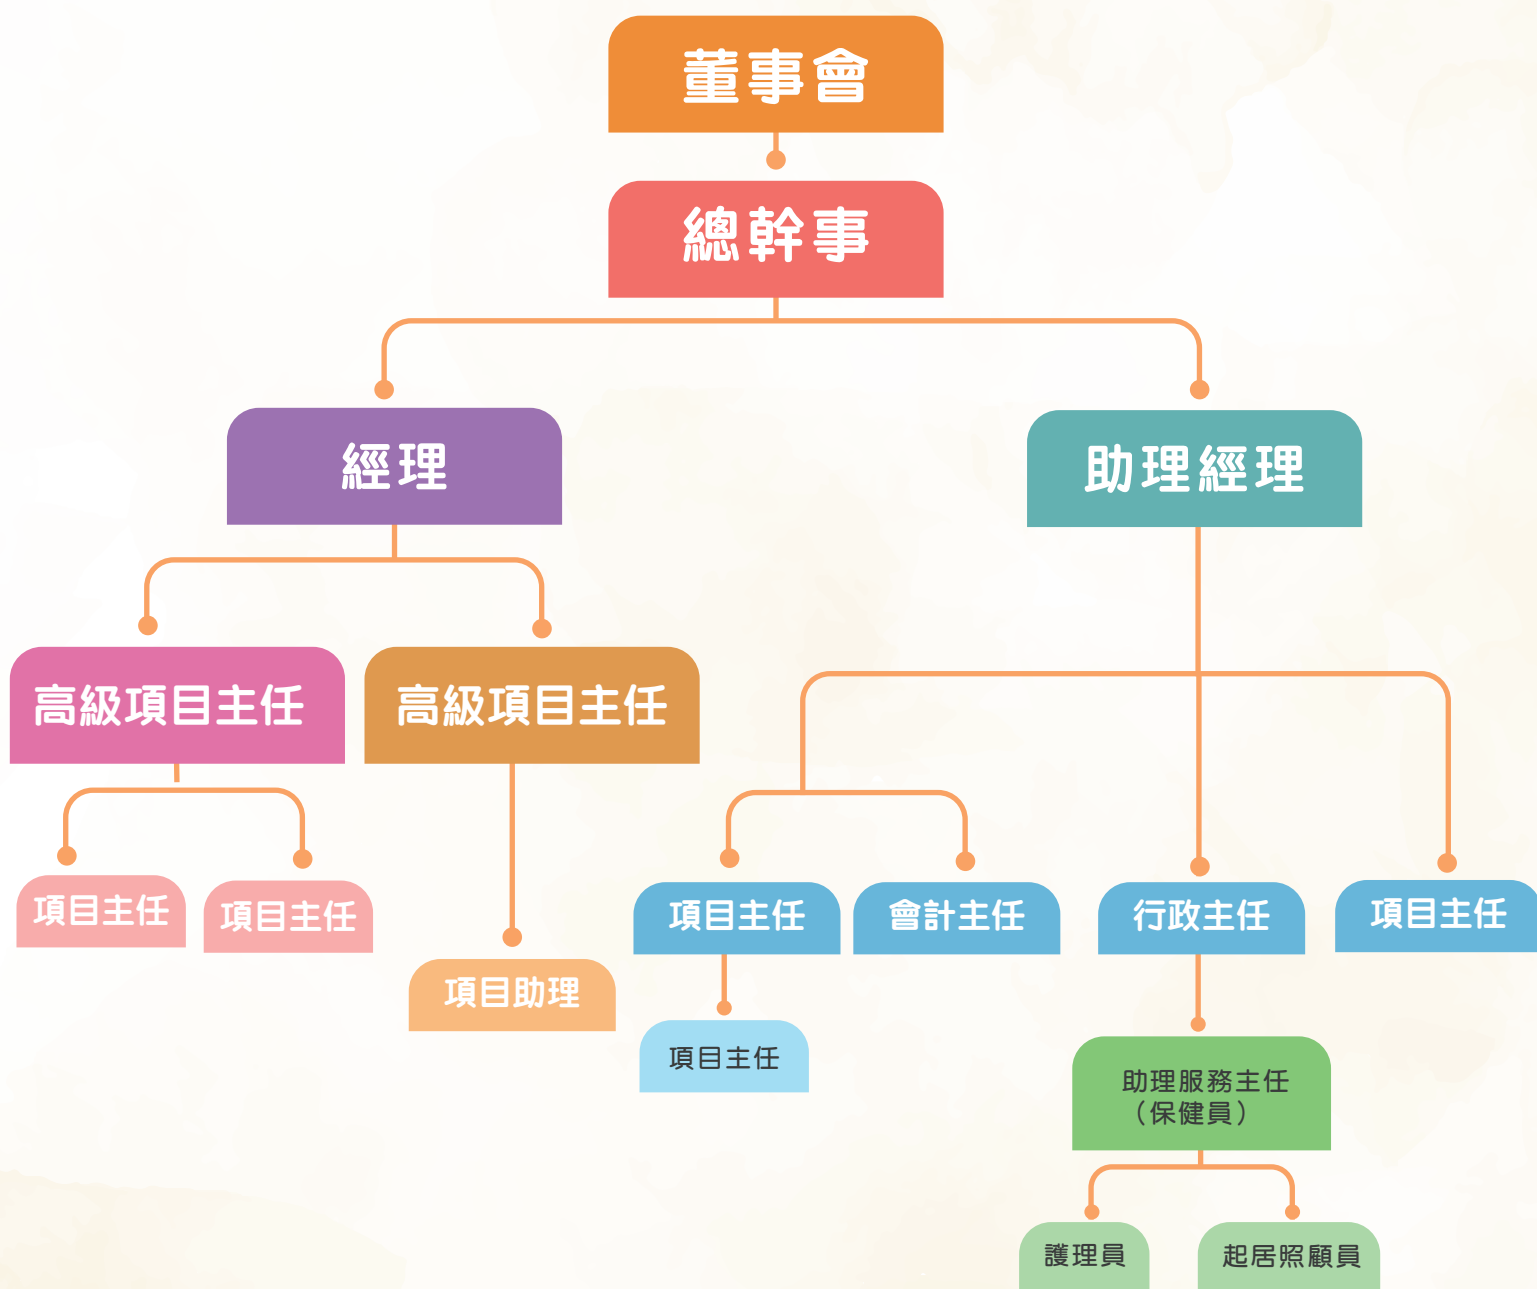 董事會
總幹事
經理
助理經理
高級項目主任
高級項目主任
項目主任
項目主任
項目助理
項目主任
會計主任
行政主任
項目主任
項目主任
助理服務主任
（保健員）
護理員
起居照顧員